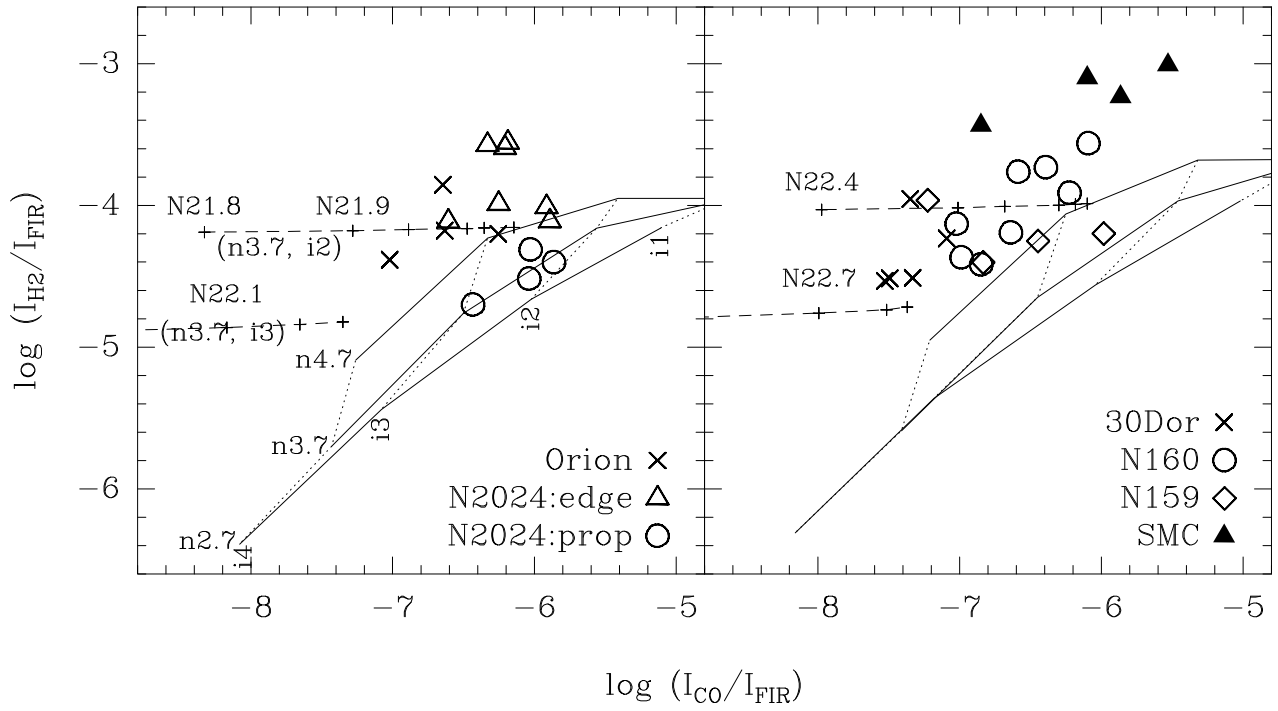 log (I_H2/I_FIR)
−3
−4
−5
−6
N21.8
N21.9
(n3.7, i2)
N22.1
(n3.7, i3)
n4.7
n3.7
n2.7
i4
i3
i2
i1
Orion
N2024:edge
N2024:prop
−8
−7
−6
−5
N22.4
N22.7
30Dor
N160
N159
SMC
−8
−7
−6
−5
log (I_CO/I_FIR)